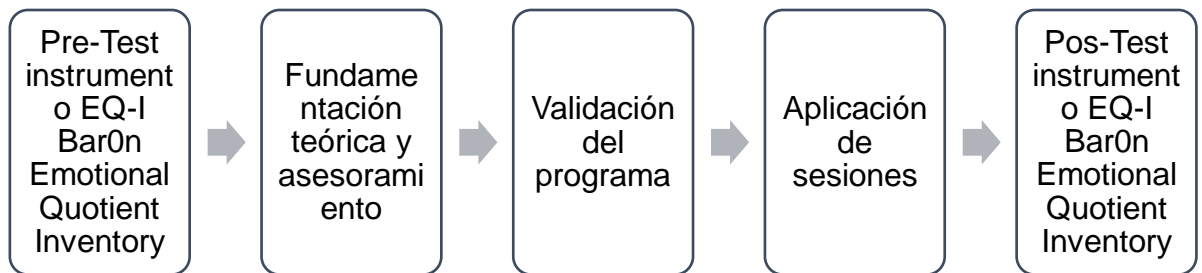 Pre-Test
instrument
o EQ-I
Bar0n
Emotional
Quotient
Inventory
Fundame
ntación
teórica y
asesorami
ento
Validación
del
programa
Aplicación
de
sesiones
Pos-Test
instrument
o EQ-I
Bar0n
Emotional
Quotient
Inventory